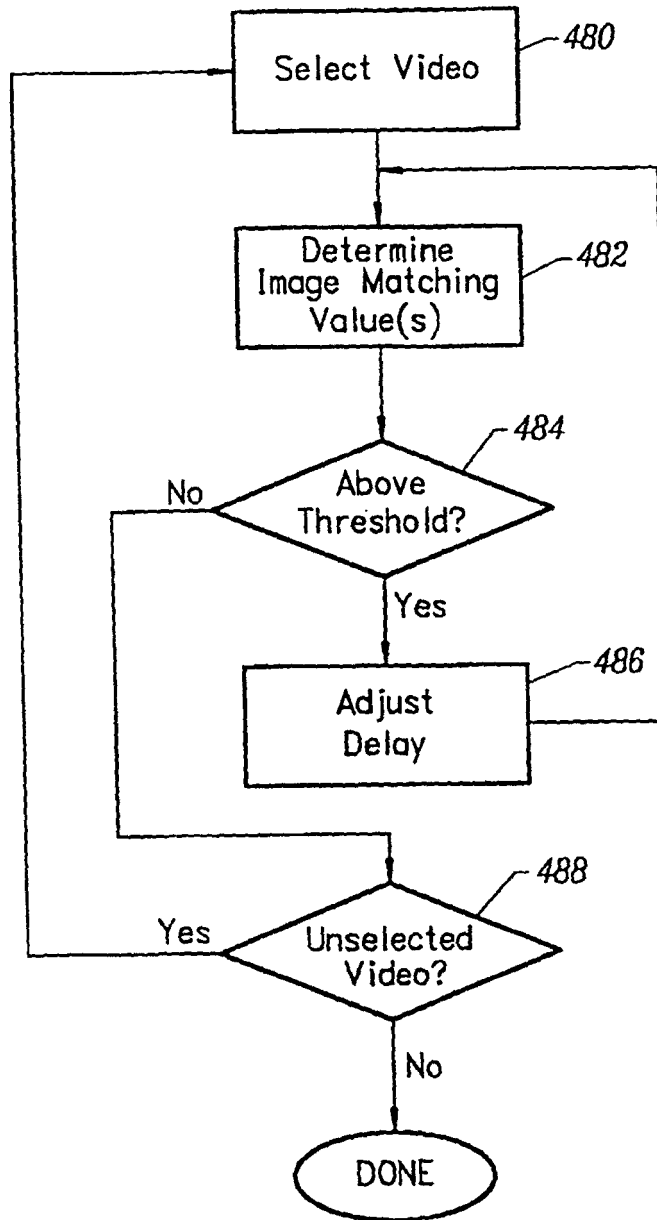 Select Video
480
Determine
Image Matching
Value(s)
482
484
No
Above
Threshold?
Yes
486
Adjust
Delay
488
Yes
Unselected
Video?
No
DONE